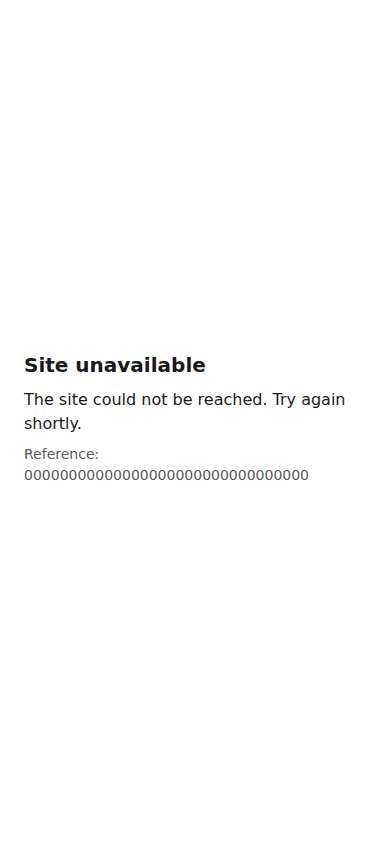 Site unavailable
The site could not be reached. Try again
shortly.
Reference:
00000000000000000000000000000000